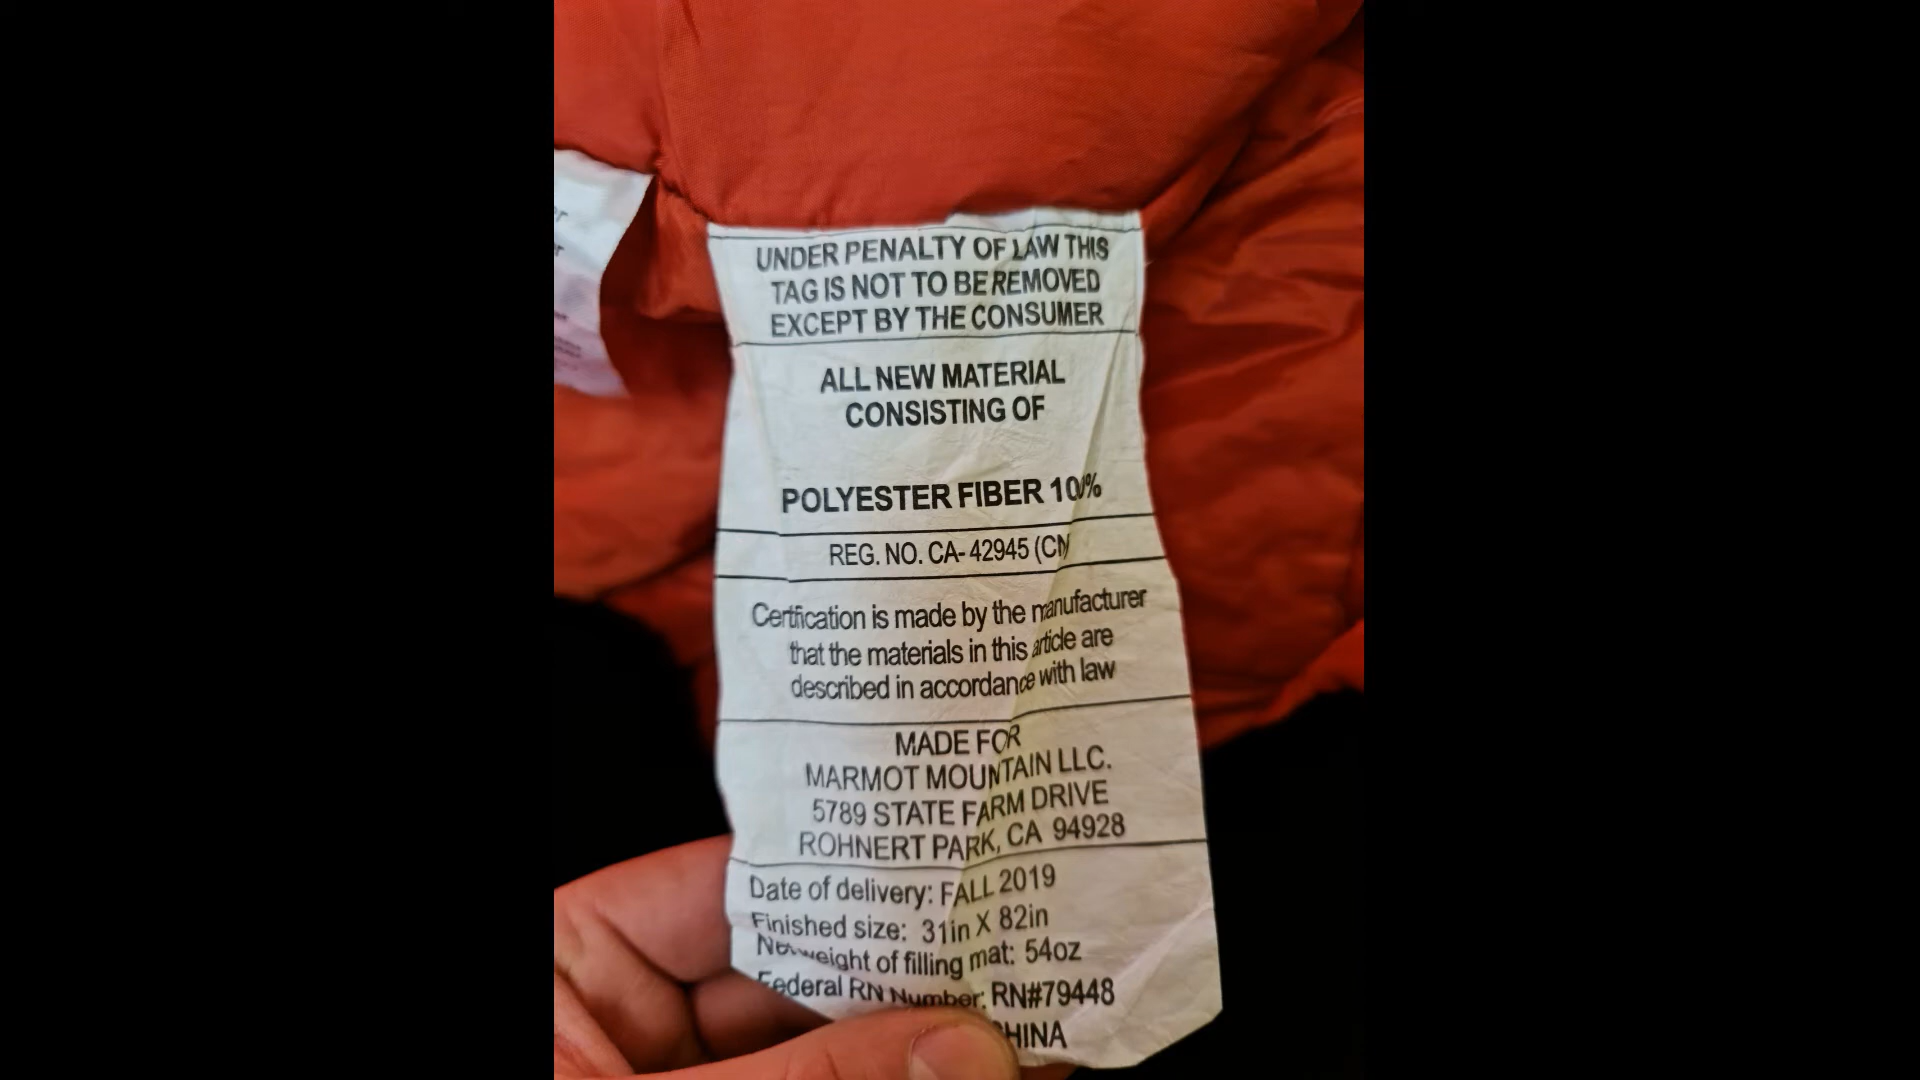 UNDER PENALTY OF LAW THIS
TAG IS NOT TO BE REMOVED
EXCEPT BY THE CONSUMER
ALL NEW MATERIAL
CONSISTING OF
POLYESTER FIBER 100%
REG. NO. CA- 42945 (CN)
Certfication is made by the manufacturer
that the materials in this article are
described in accordance with law
MADE FOR
MARMOT MOUNTAIN LLC.
5789 STATE FARM DRIVE
ROHNERT PARK, CA 94928
Date of delivery: FALL 2019
Finished size: 31in X 82in
Net weight of filling mat: 54oz
Federal RN Number: RN#79448
CHINA